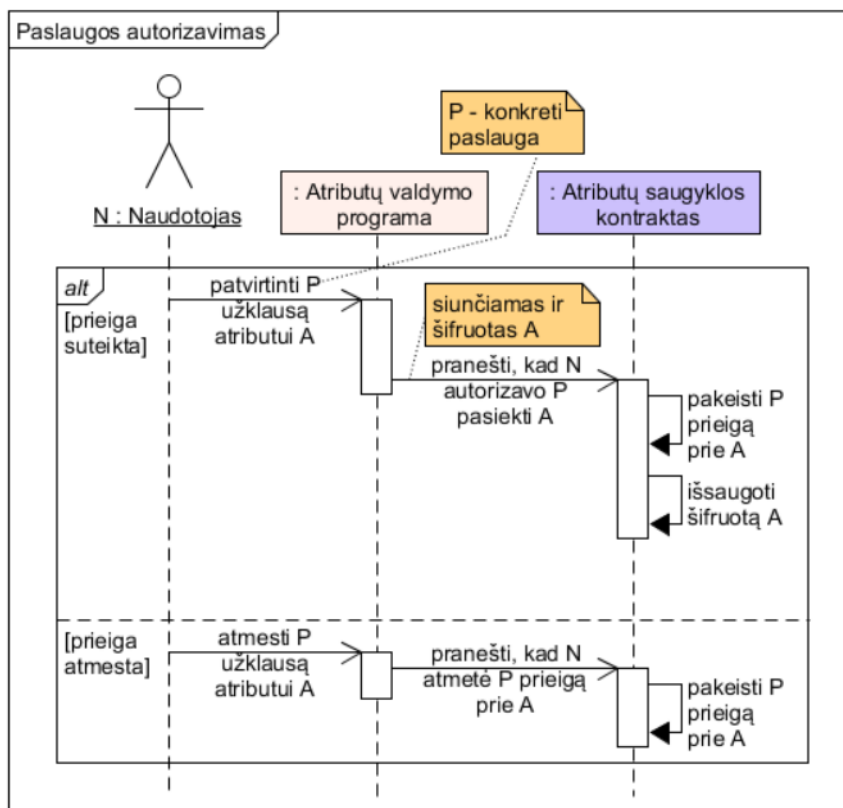 Paslaugos autorizavimas
P - konkreti
paslauga
N : Naudotojas
: Atributų valdymo
programa
: Atributų saugyklos
kontraktas
alt
[prieiga
suteikta]
patvirtinti P
užklausą
atributui A
siunčiamas ir
šifruotas A
pranešti, kad N
autorizavo P
pasiekti A
pakeisti P
prieigą
prie A
išsaugoti
šifruotą A
[prieiga
atmesta]
atmesti P
užklausą
atributui A
pranešti, kad N
atmetė P prieigą
prie A
pakeisti P
prieigą
prie A